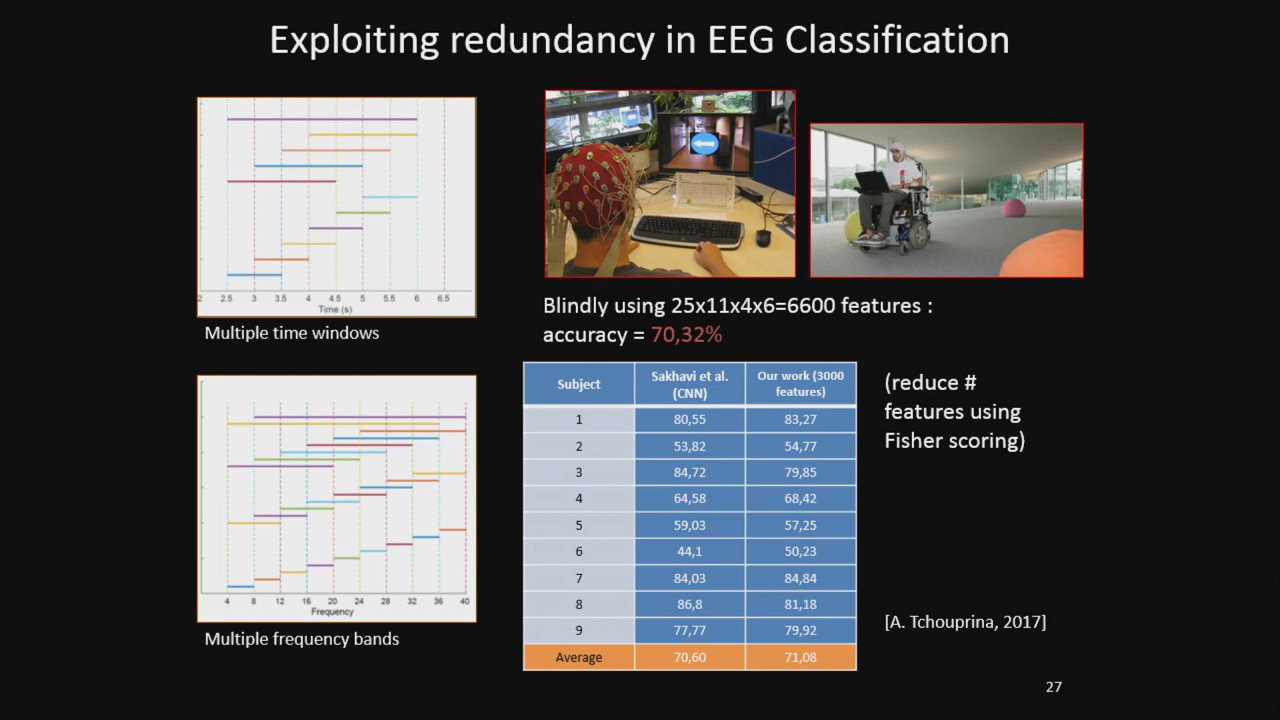 Exploiting redundancy in EEG Classification
2 2.5 3 3.5 4 4.5 5 5.5 6 6.5
Time (s)
Multiple time windows
4 8 12 16 20 24 28 32 36 40
Frequency
Multiple frequency bands
Blindly using 25x11x4x6=6600 features :
accuracy = 70,32%
Subject Sakhavi et al. (CNN) Our work (3000 features)
1 80,55 83,27
2 53,82 54,77
3 84,72 79,85
4 64,58 68,42
5 59,03 57,25
6 44,1 50,23
7 84,03 84,84
8 86,8 81,18
9 77,77 79,92
Average 70,60 71,08
(reduce #
features using
Fisher scoring)
[A. Tchouprina, 2017]
27